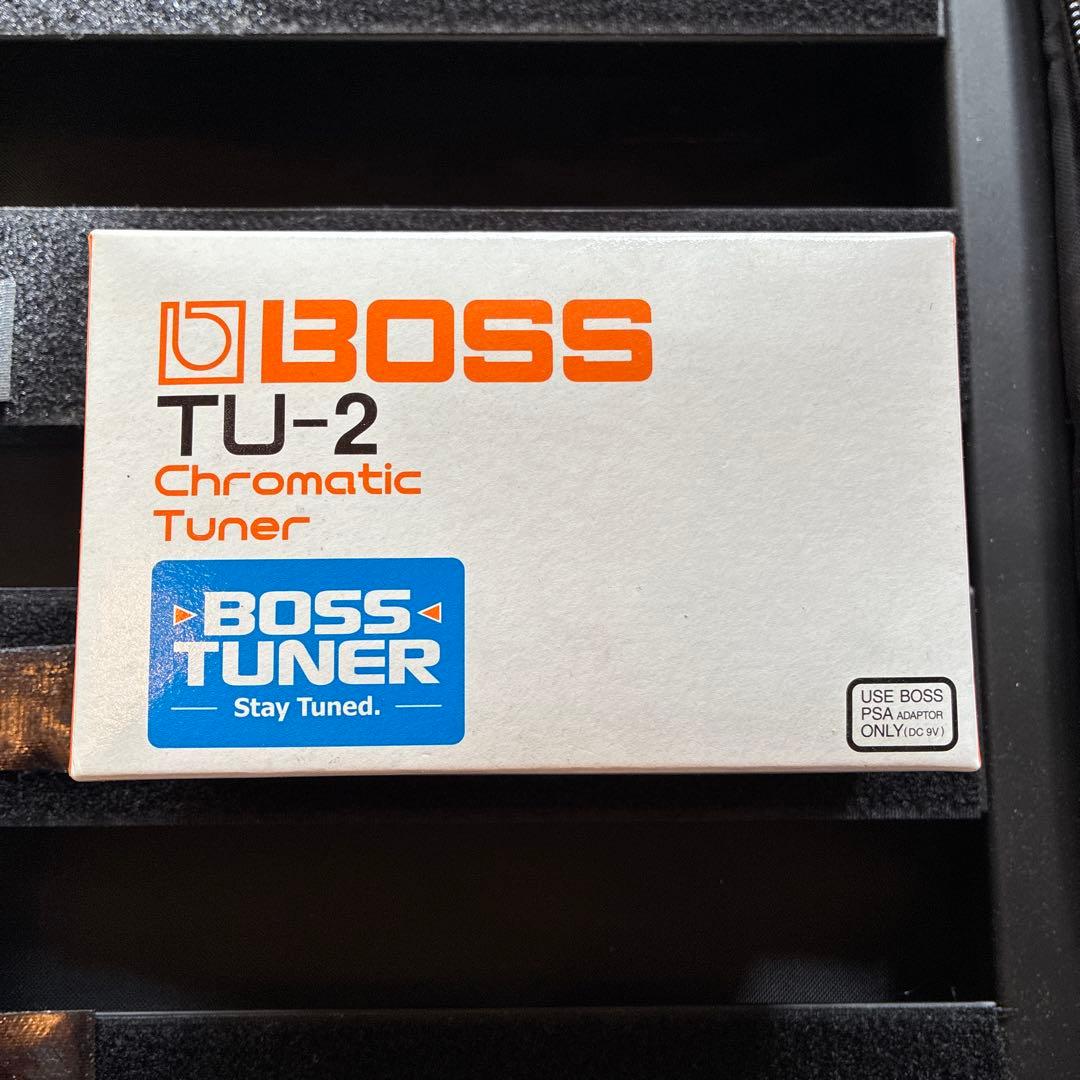 BOSS
TU-2
Chromatic
Tuner
BOSS
TUNER
Stay Tuned.
USE BOSS
PSA ADAPTOR
ONLY (DC 9V)